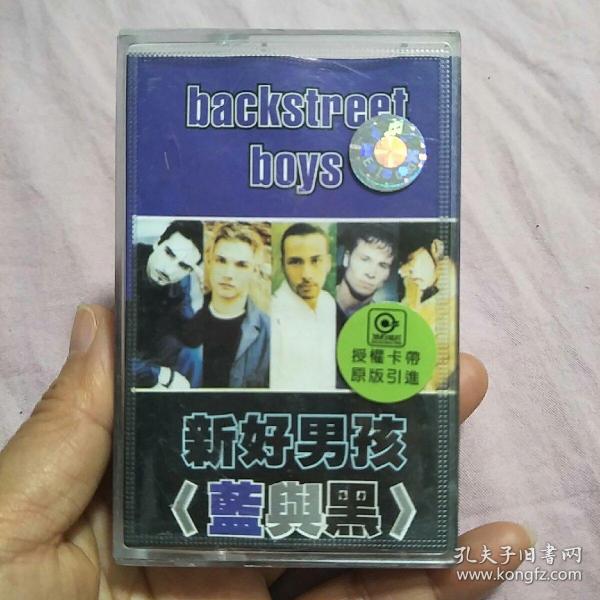 backstreet
boys
授權卡帶
原版引進
新好男孩
《藍與黑》
孔夫子旧书网
www.kongfz.com